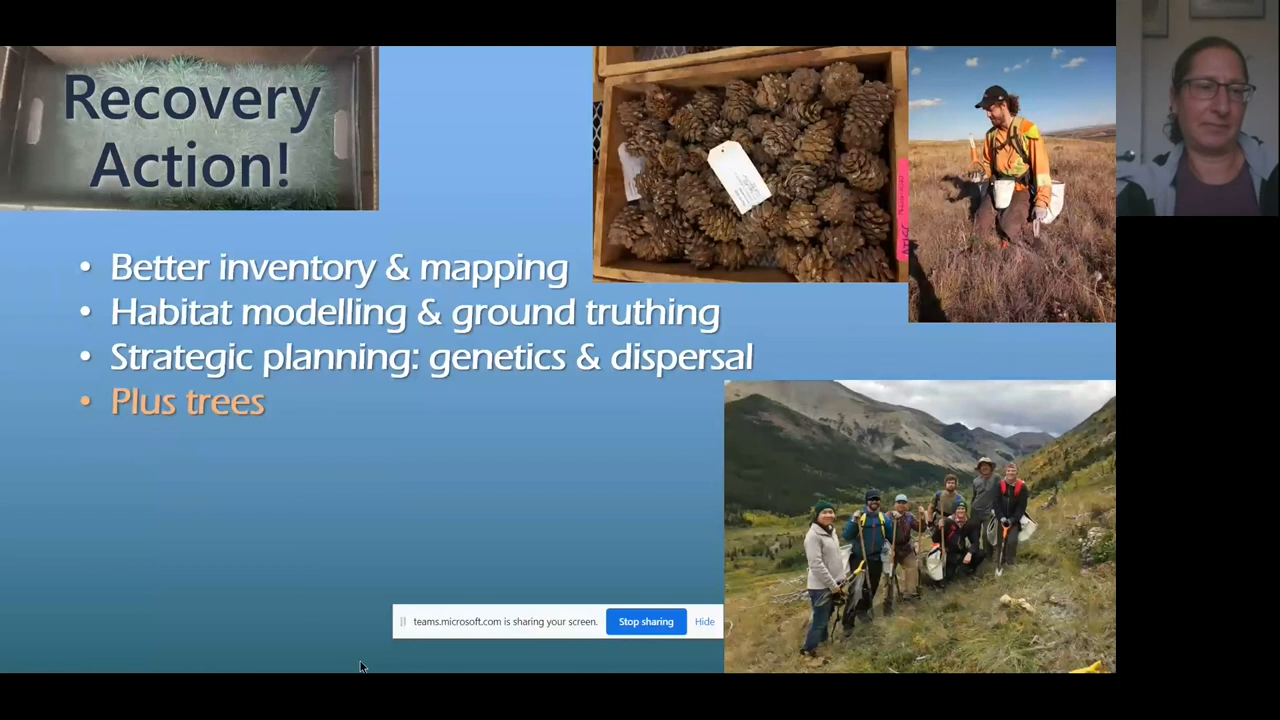 Recovery
Action!
• Better inventory & mapping
• Habitat modelling & ground truthing
• Strategic planning: genetics & dispersal
• Plus trees
teams.microsoft.com is sharing your screen. Stop sharing Hide